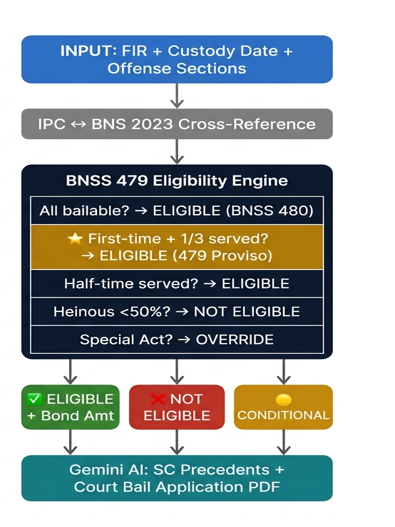 INPUT: FIR + Custody Date +
Offense Sections
IPC ↔ BNS 2023 Cross-Reference
BNSS 479 Eligibility Engine
All bailable? → ELIGIBLE (BNSS 480)
⭐ First-time + 1/3 served?
→ ELIGIBLE (479 Proviso)
Half-time served? → ELIGIBLE
Heinous <50%? → NOT ELIGIBLE
Special Act? → OVERRIDE
✅ ELIGIBLE
+ Bond Amt
❌ NOT
ELIGIBLE
🟡
CONDITIONAL
Gemini AI: SC Precedents +
Court Bail Application PDF